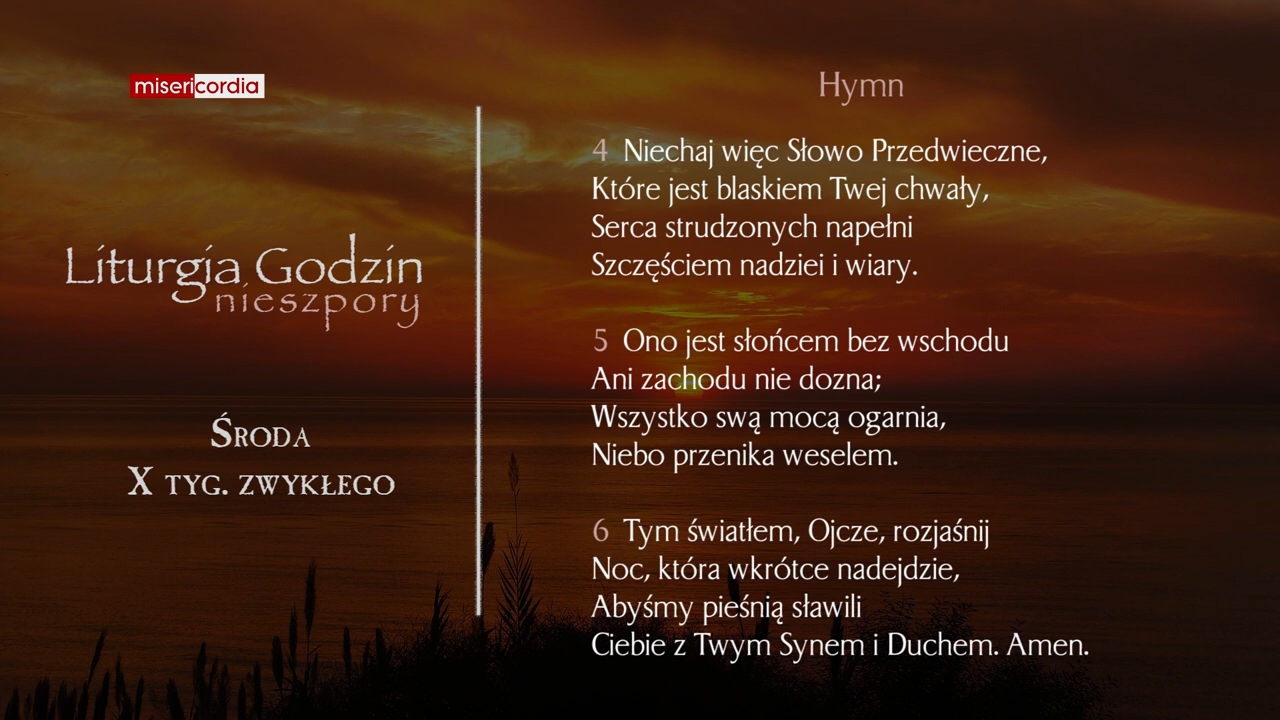 misericordia
Liturgia Godzin
nieszpory
Środa
X tyg. zwykłego
Hymn
4 Niechaj więc Słowo Przedwieczne,
Które jest blaskiem Twej chwały,
Serca strudzonych napełni
Szczęściem nadziei i wiary.
5 Ono jest słońcem bez wschodu
Ani zachodu nie dozna;
Wszystko swą mocą ogarnia,
Niebo przenika weselem.
6 Tym światłem, Ojcze, rozjaśnij
Noc, która wkrótce nadejdzie,
Abyśmy pieśnią sławili
Ciebie z Twym Synem i Duchem. Amen.